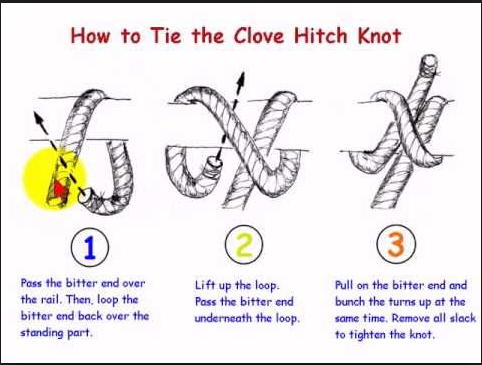 How to Tie the Clove Hitch Knot
1
2
3
Pass the bitter end over
the rail. Then, loop the
bitter end back over the
standing part.
Lift up the loop.
Pass the bitter end
underneath the loop.
Pull on the bitter end and
bunch the turns up at the
same time. Remove all slack
to tighten the knot.